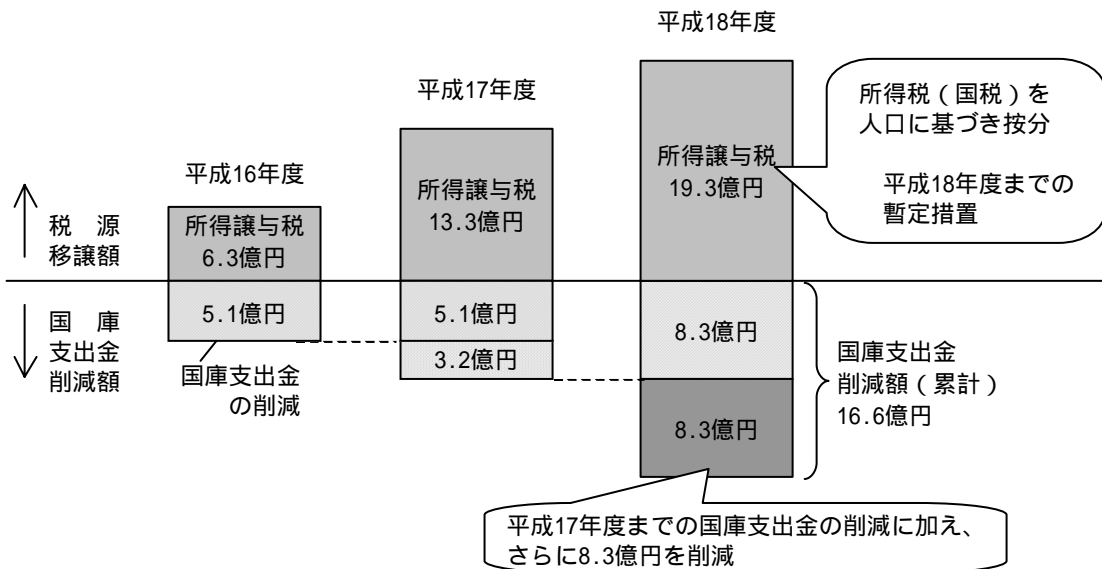 平成18年度
平成17年度
平成16年度
所得税（国税）を
人口に基づき按分
平成18年度までの
暫定措置
税　源
移譲額
所得譲与税
6.3億円
所得譲与税
13.3億円
所得譲与税
19.3億円
国　庫
支出金
削減額
5.1億円
国庫支出金
の削減
5.1億円
3.2億円
8.3億円
8.3億円
国庫支出金
削減額（累計）
16.6億円
平成17年度までの国庫支出金の削減に加え、
さらに8.3億円を削減